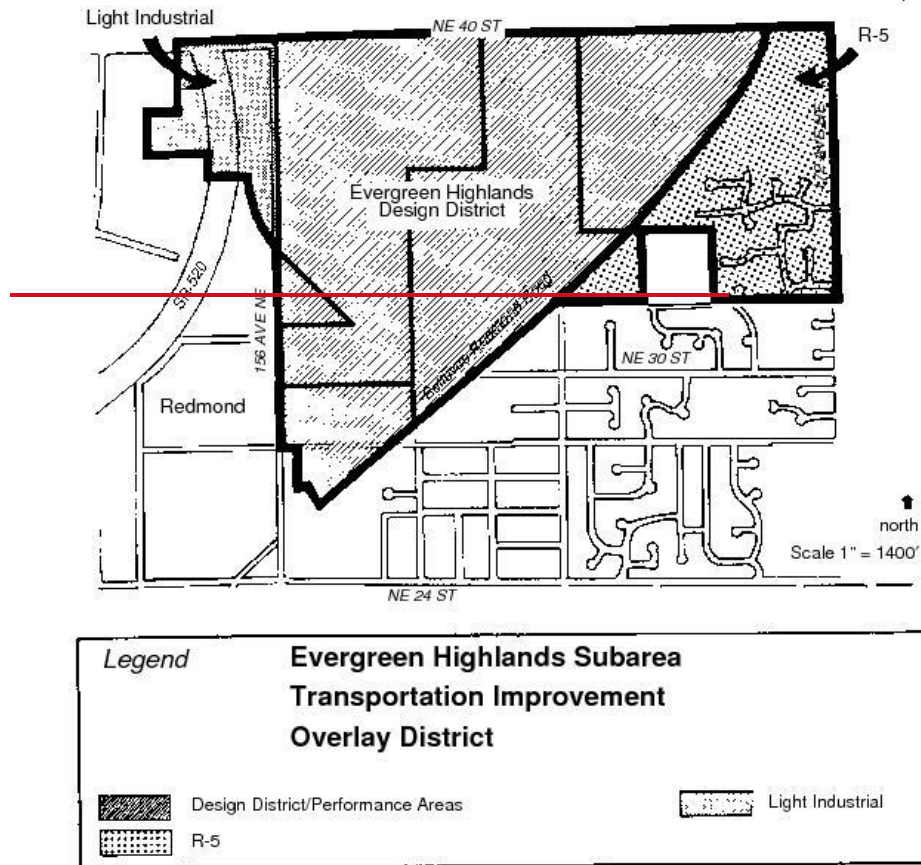 Light Industrial
NE 40 ST
R-5
Evergreen Highlands
Design District
SR-520
156 AVE NE
NE 30 ST
Redmond
north
Scale 1" = 1400'
NE 24 ST
Legend
Evergreen Highlands Subarea
Transportation Improvement
Overlay District
Design District/Performance Areas
Light Industrial
R-5